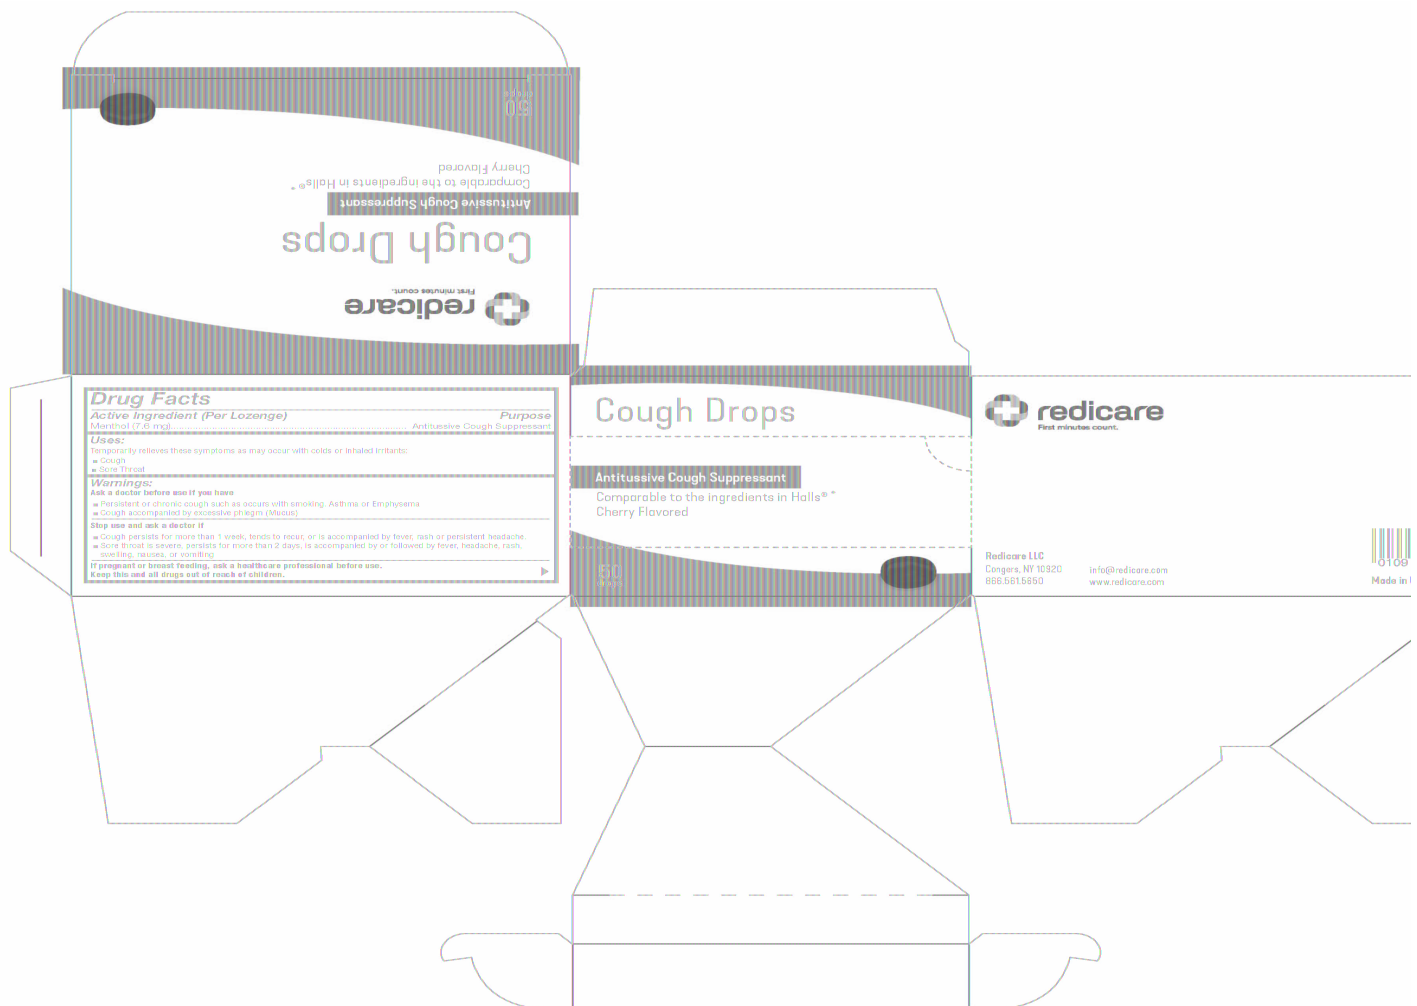 50
drops
Cherry Flavored
Comparable to the ingredients in Halls® *
Antitussive Cough Suppressant
Cough Drops
First minutes count.
redicare
Drug Facts
Active Ingredient (Per Lozenge) Purpose
Menthol (7.6 mg)........................................................................ Antitussive Cough Suppressant
Uses:
Temporarily relieves these symptoms as may occur with colds or inhaled irritants:
Cough
Sore Throat
Warnings:
Ask a doctor before use if you have
Persistent or chronic cough such as occurs with smoking, Asthma or Emphysema
Cough accompanied by excessive phlegm (Mucus)
Stop use and ask a doctor if
Cough persists for more than 1 week, tends to recur, or is accompanied by fever, rash or persistent headache.
Sore throat is severe, persists for more than 2 days, is accompanied by or followed by fever, headache, rash,
swelling, nausea, or vomiting
If pregnant or breast feeding, ask a healthcare professional before use.
Keep this and all drugs out of reach of children.
Cough Drops
Antitussive Cough Suppressant
Comparable to the ingredients in Halls® *
Cherry Flavored
50
drops
redicare
First minutes count.
Redicare LLC
Congers, NY 10920 info@redicare.com
866.561.5650 www.redicare.com
0109
Made in